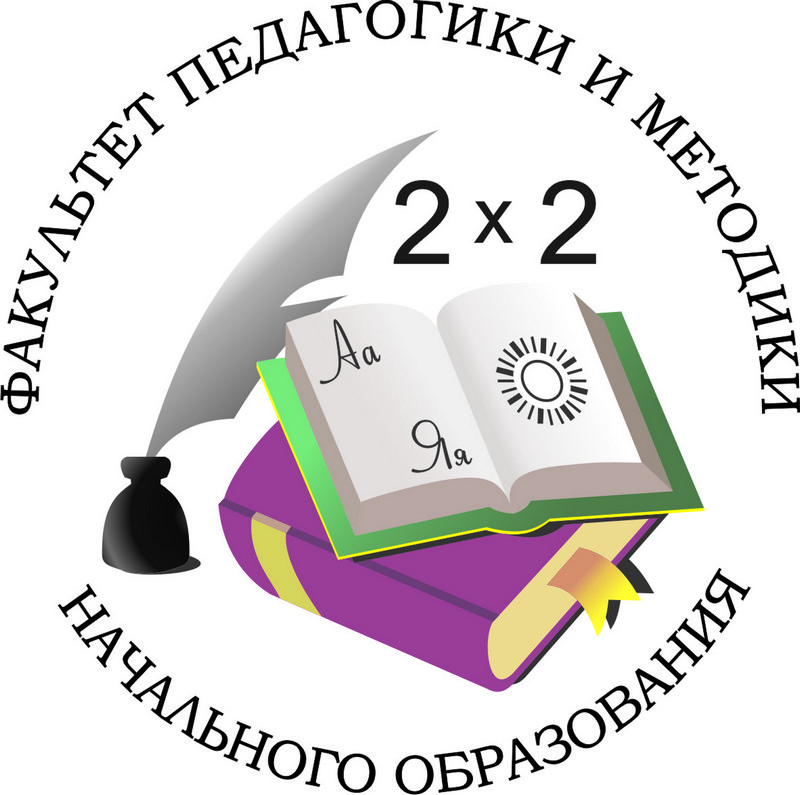 ФАКУЛЬТЕТ ПЕДАГОГИКИ И МЕТОДИКИ
2 x 2
Аа
Яя
НАЧАЛЬНОГО ОБРАЗОВАНИЯ